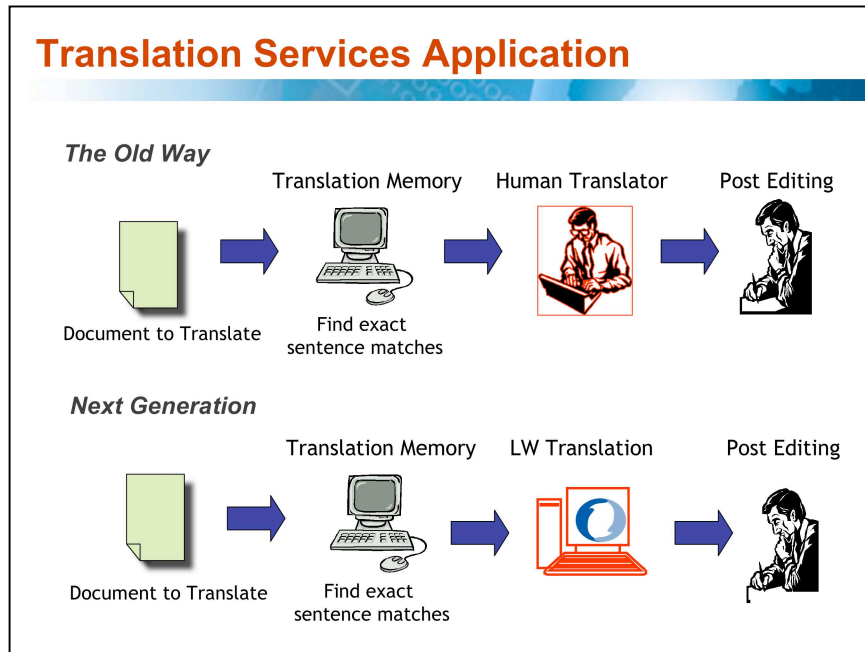 Translation Services Application
The Old Way
Translation Memory
Human Translator
Post Editing
Document to Translate
Find exact
sentence matches
Next Generation
Translation Memory
LW Translation
Post Editing
Document to Translate
Find exact
sentence matches